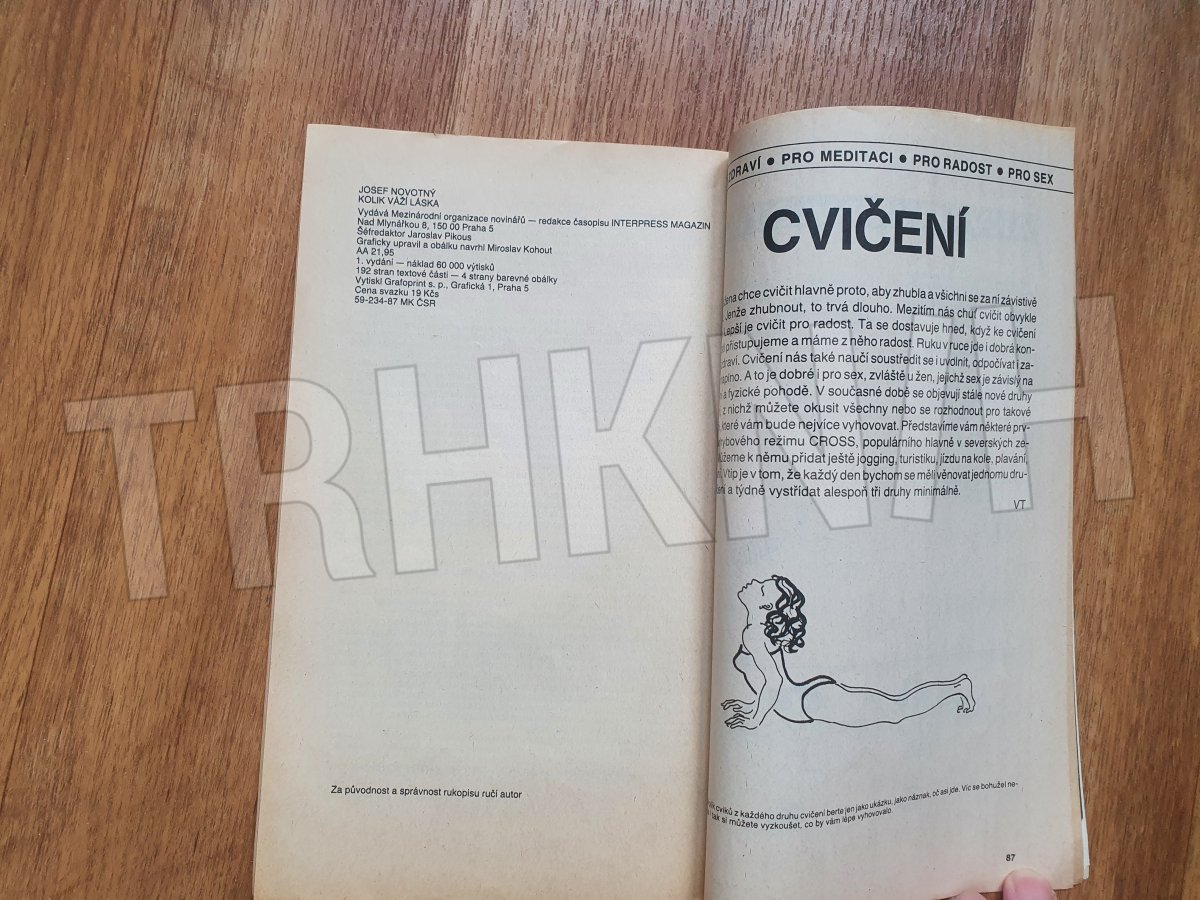 JOSEF NOVOTNÝ
KOLIK VÁŽÍ LÁSKA
Vydává Mezinárodní organizace novinářů — redakce časopisu INTERPRESS MAGAZIN
Nad Mlynářkou 8, 150 00 Praha 5
Šéfredaktor Jaroslav Pikous
Graficky upravil a obálku navrhl Miroslav Kohout
AA 21,95
1. vydání — náklad 60 000 výtisků
192 stran textové části — 4 strany barevné obálky
Vytiskl Grafoprint s. p., Grafická 1, Praha 5
Cena svazku 19 Kčs
59-234-87 MK ČSR
Za původnost a správnost rukopisu ručí autor
ZDRAVÍ ● PRO MEDITACI ● PRO RADOST ● PRO SEX
CVIČENÍ
žena chce cvičit hlavně proto, aby zhubla a všichni se za ní závistivě
Jenže zhubnout, to trvá dlouho. Mezitím nás chuť cvičit obvykle
Lepší je cvičit pro radost. Ta se dostavuje hned, když ke cvičení
přistupujeme a máme z něho radost. Ruku v ruce jde i dobrá kon-
zdraví. Cvičení nás také naučí soustředit se i uvolnit, odpočívat i za-
naplno. A to je dobré i pro sex, zvláště u žen, jejichž sex je závislý na
a fyzické pohodě. V současné době se objevují stále nové druhy
z nichž můžete okusit všechny nebo se rozhodnout pro takové
které vám bude nejvíce vyhovovat. Představíme vám některé prv-
pohybového režimu CROSS, populárního hlavně v severských ze-
Můžeme k němu přidat ještě jogging, turistiku, jízdu na kole, plavání,
Vtip je v tom, že každý den bychom se měli věnovat jednomu dru-
a týdně vystřídat alespoň tři druhy minimálně.
VT
cviků z každého druhu cvičení berte jen jako ukázku, jako náznak, oč asi jde. Víc se bohužel ne-
tak si můžete vyzkoušet, co by vám lépe vyhovovalo.
87
TRHKNIH